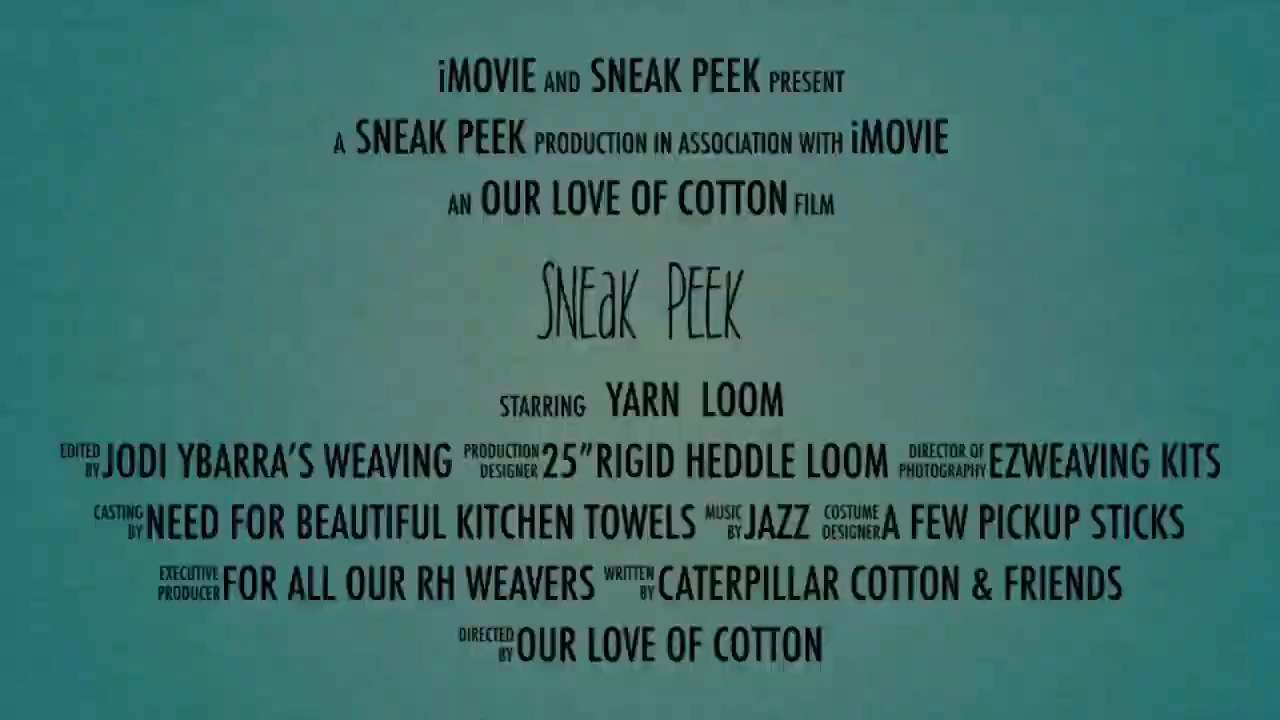 iMOVIE AND SNEAK PEEK PRESENT
A SNEAK PEEK PRODUCTION IN ASSOCIATION WITH iMOVIE
AN OUR LOVE OF COTTON FILM
SNEaK PEEK
STARRING YARN LOOM
EDITED BY JODI YBARRA'S WEAVING PRODUCTION DESIGNER 25" RIGID HEDDLE LOOM DIRECTOR OF PHOTOGRAPHY EZWEAVING KITS
CASTING BY NEED FOR BEAUTIFUL KITCHEN TOWELS MUSIC BY JAZZ COSTUME DESIGNER A FEW PICKUP STICKS
EXECUTIVE PRODUCER FOR ALL OUR RH WEAVERS WRITTEN BY CATERPILLAR COTTON & FRIENDS
DIRECTED BY OUR LOVE OF COTTON